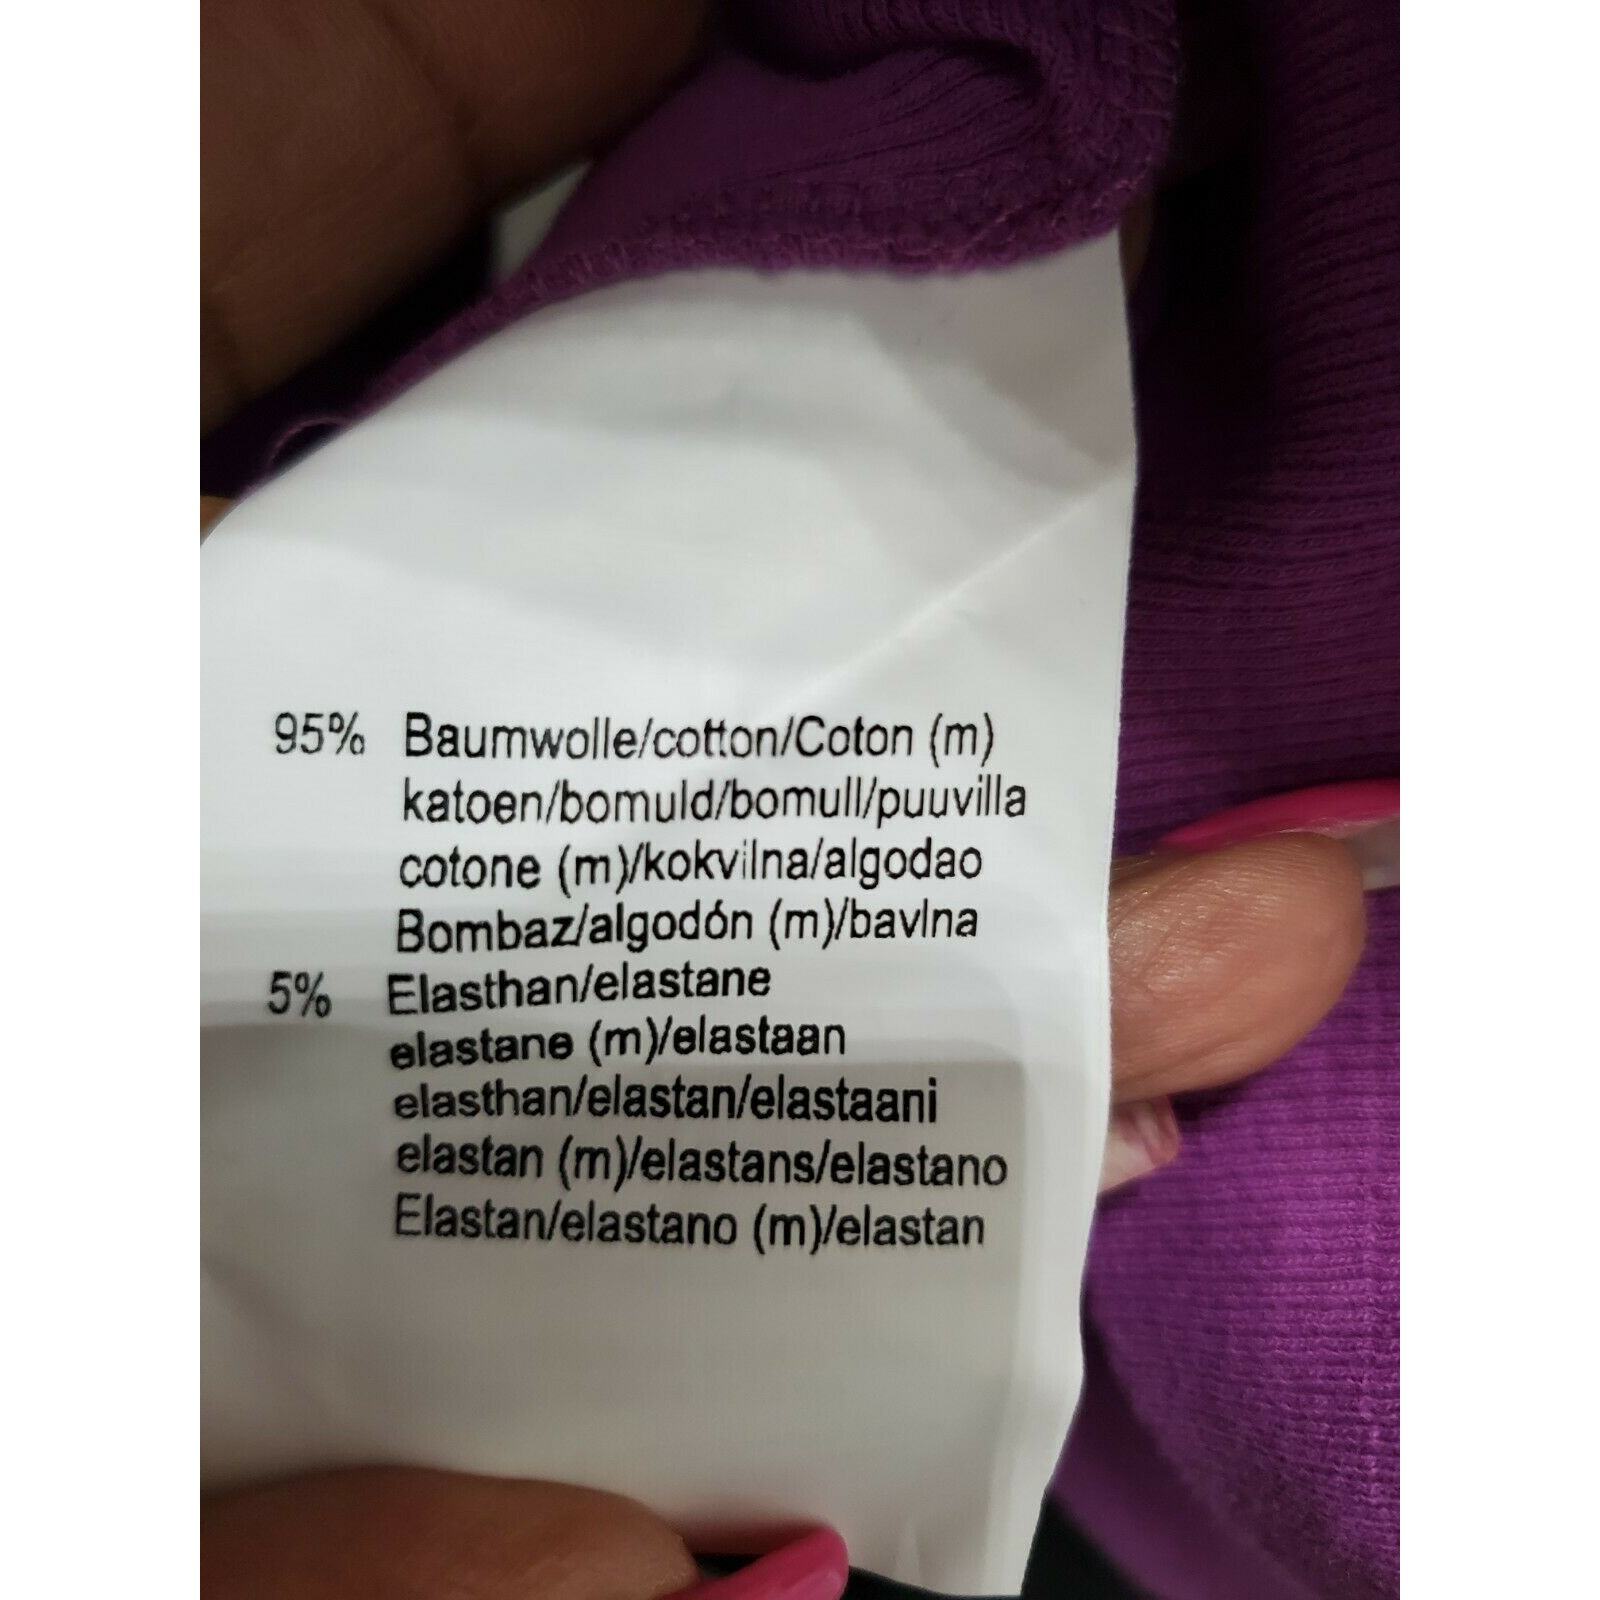 95% Baumwolle/cotton/Coton (m)
katoen/bomuld/bomull/puuvilla
cotone (m)/kokvilna/algodao
Bombaz/algodón (m)/bavlna
5% Elasthan/elastane
elastane (m)/elastaan
elasthan/elastan/elastaani
elastan (m)/elastans/elastano
Elastan/elastano (m)/elastan